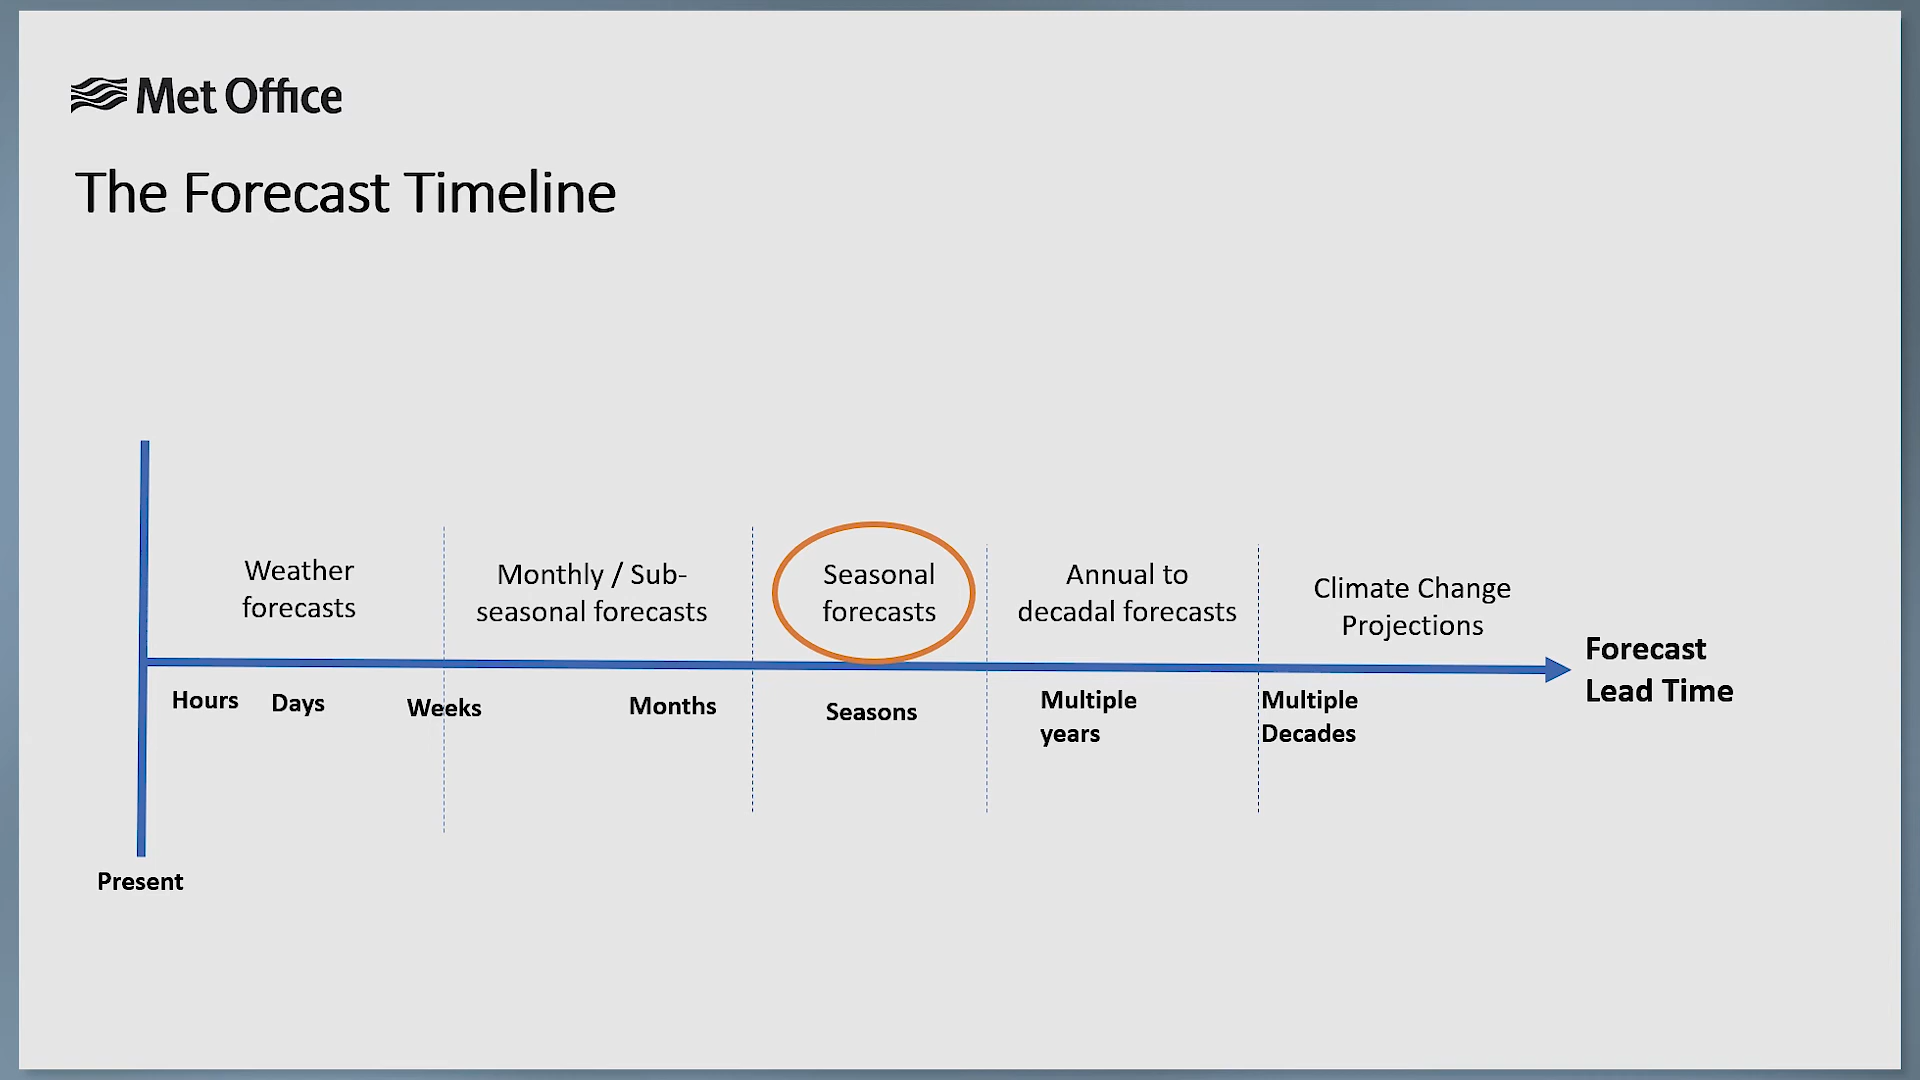 Met Office
The Forecast Timeline
Weather
forecasts
Monthly / Sub-
seasonal forecasts
Seasonal
forecasts
Annual to
decadal forecasts
Climate Change
Projections
Forecast
Lead Time
Hours
Days
Weeks
Months
Seasons
Multiple
years
Multiple
Decades
Present